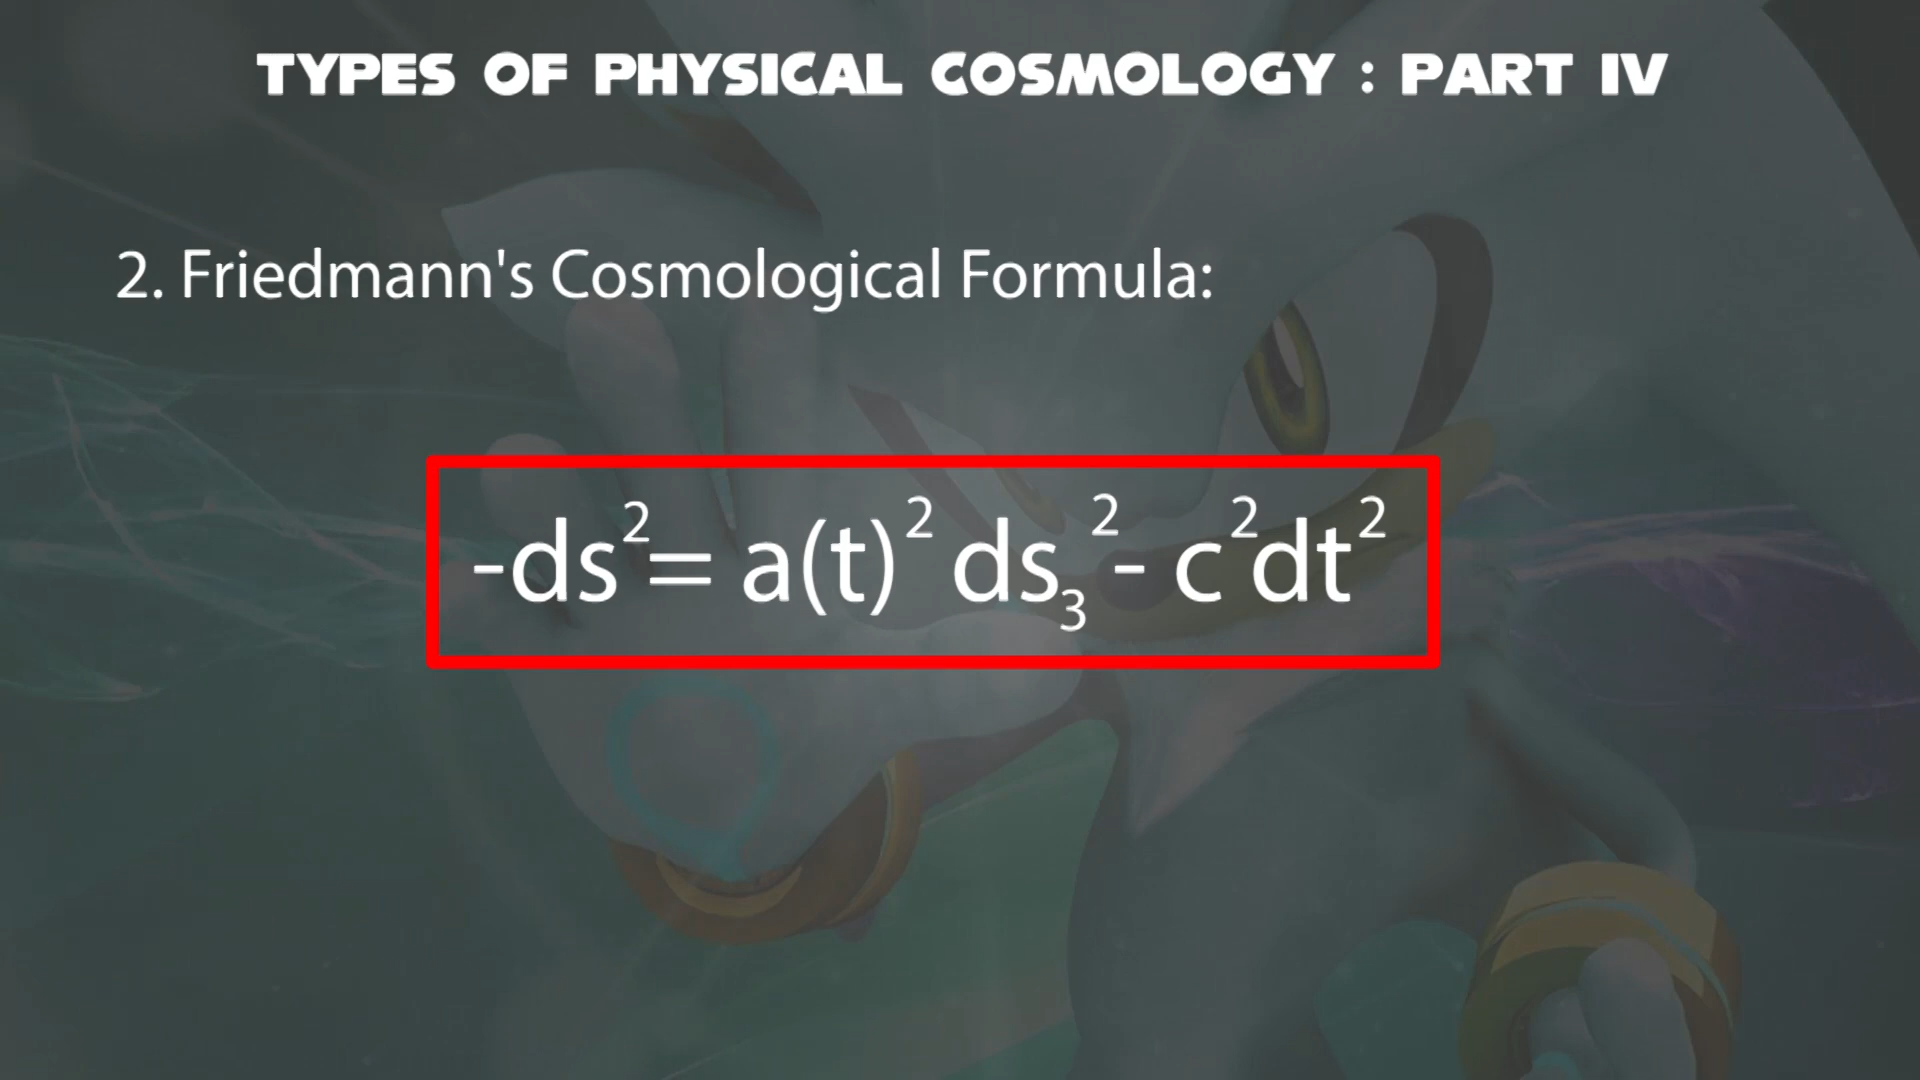 TYPES OF PHYSICAL COSMOLOGY : PART IV
2. Friedmann's Cosmological Formula:
-ds²= a(t)² ds₃²- c²dt²